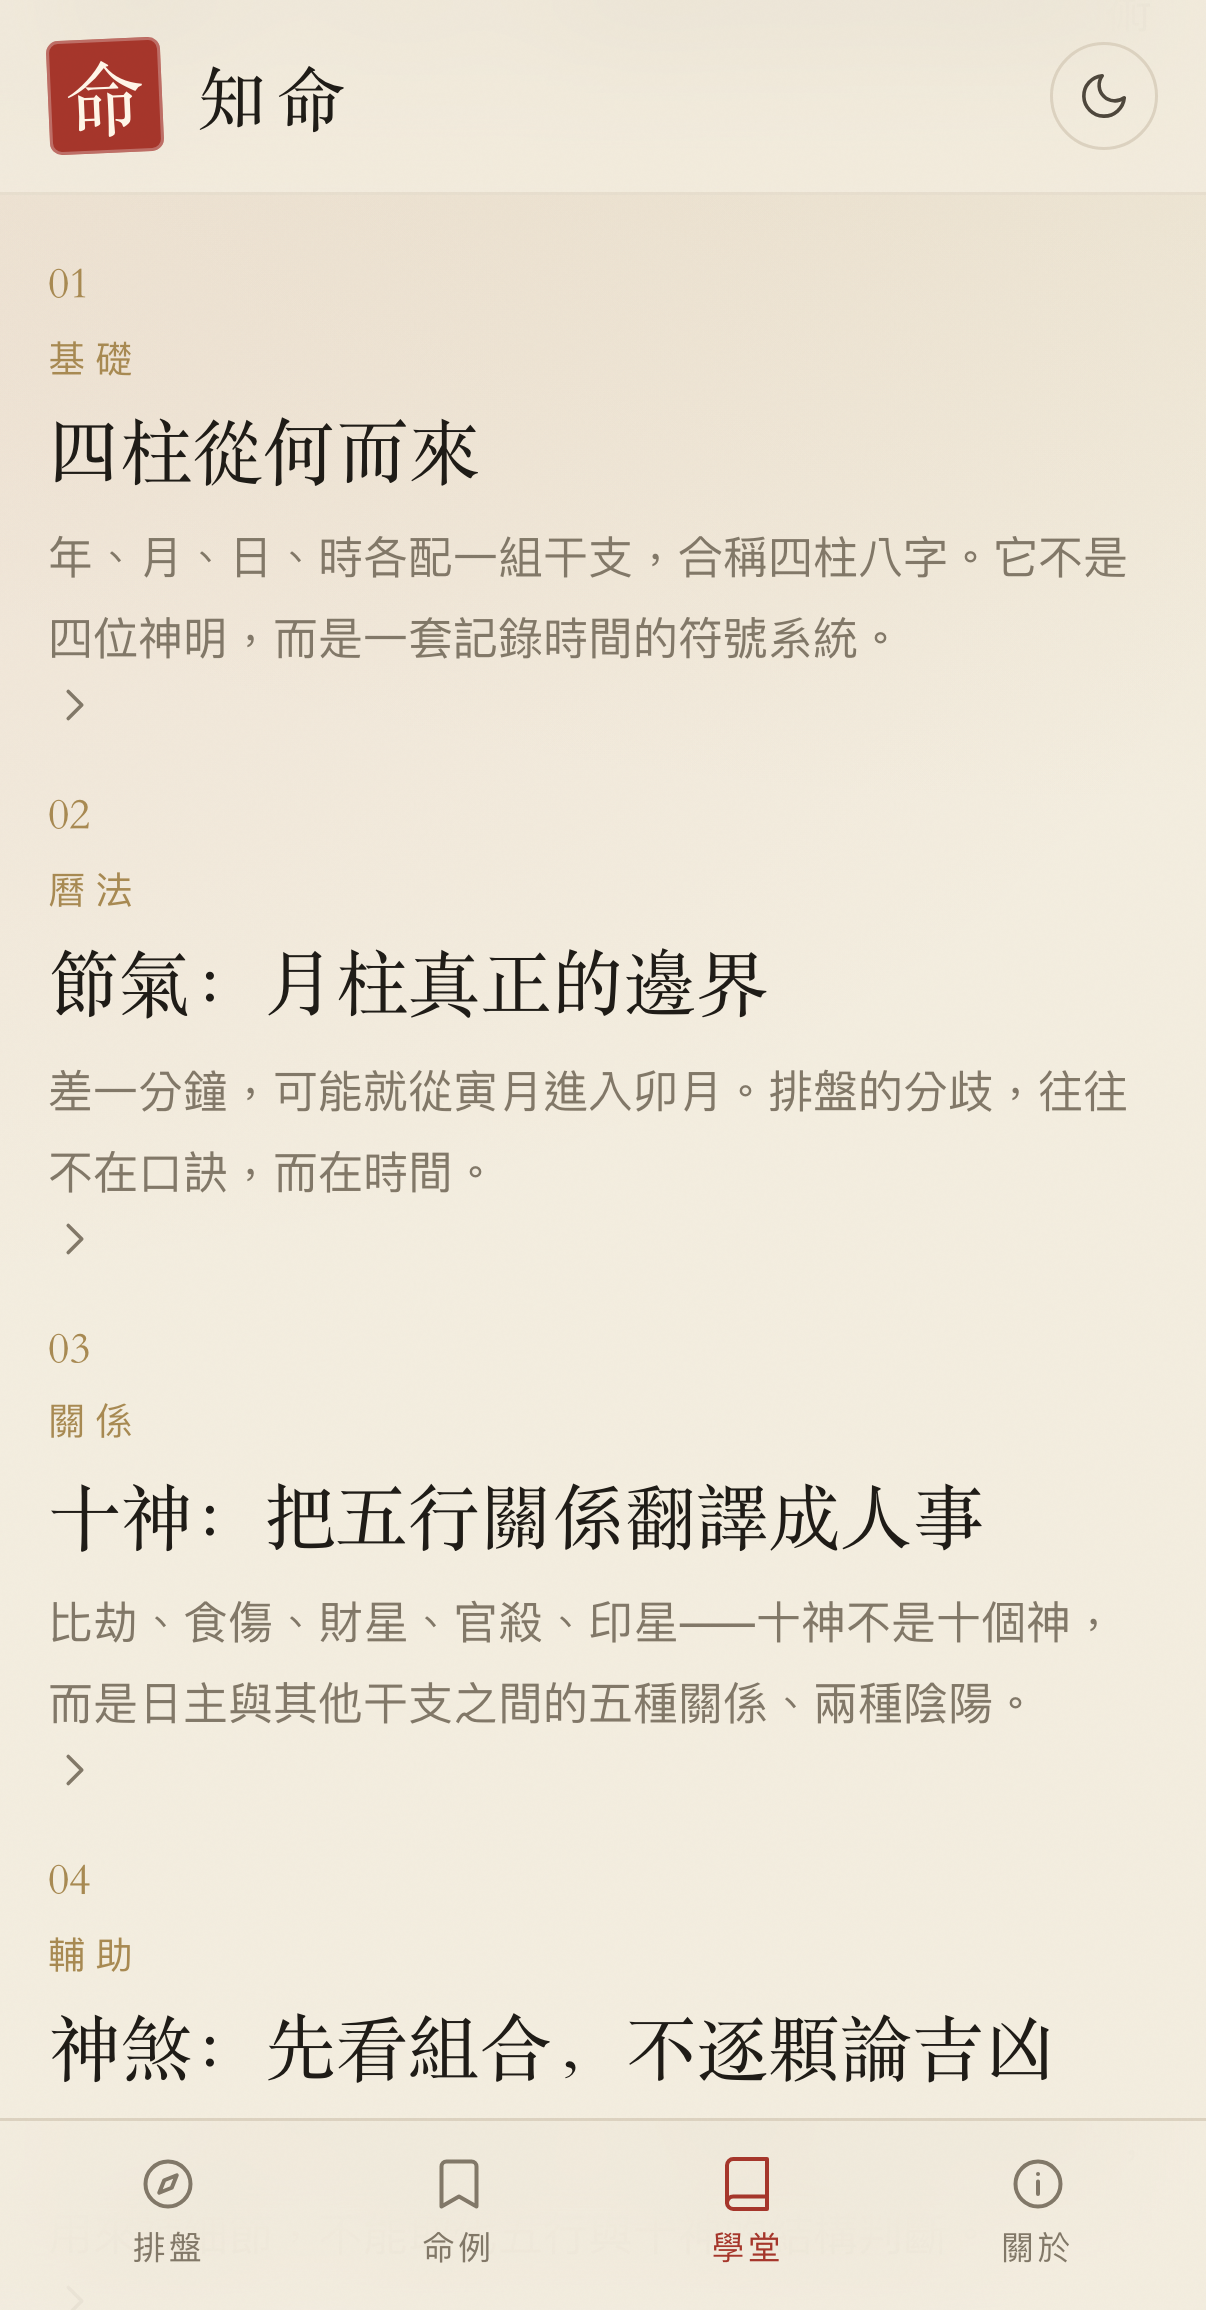 命 知命
01
基礎
四柱從何而來
年、月、日、時各配一組干支，合稱四柱八字。它不是
四位神明，而是一套記錄時間的符號系統。
02
曆法
節氣：月柱真正的邊界
差一分鐘，可能就從寅月進入卯月。排盤的分歧，往往
不在口訣，而在時間。
03
關係
十神：把五行關係翻譯成人事
比劫、食傷、財星、官殺、印星——十神不是十個神，
而是日主與其他干支之間的五種關係、兩種陰陽。
04
輔助
神煞：先看組合，不逐顆論吉凶
排盤 命例 學堂 關於